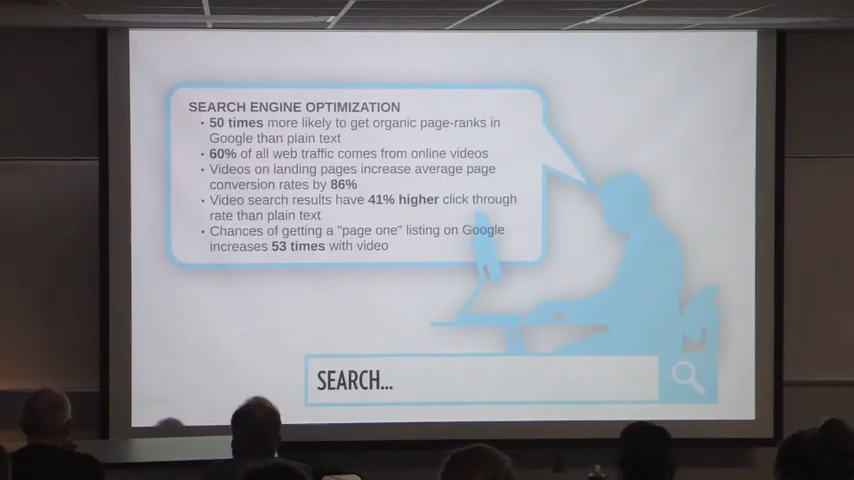 SEARCH ENGINE OPTIMIZATION
• 50 times more likely to get organic page-ranks in
Google than plain text
• 60% of all web traffic comes from online videos
• Videos on landing pages increase average page
conversion rates by 86%
• Video search results have 41% higher click through
rate than plain text
• Chances of getting a "page one" listing on Google
increases 53 times with video
SEARCH...